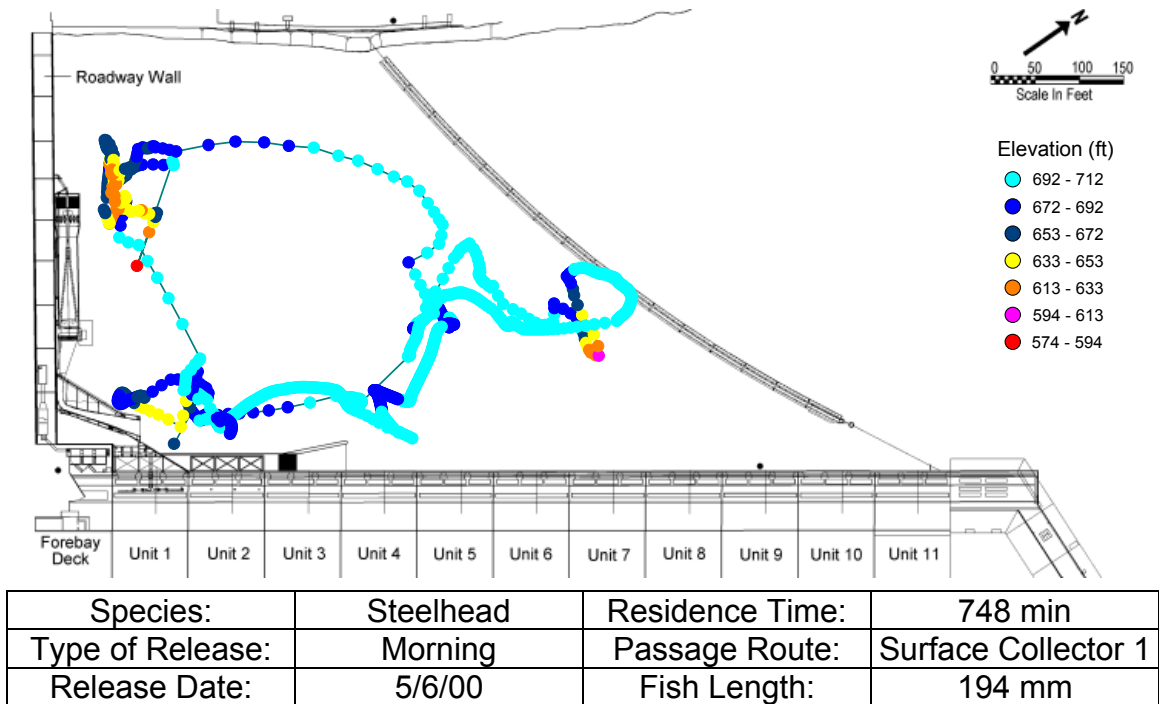 N
Roadway Wall
0 50 100 150
Scale In Feet
Elevation (ft)
692 - 712
672 - 692
653 - 672
633 - 653
613 - 633
594 - 613
574 - 594
Forebay
Deck
Unit 1 Unit 2 Unit 3 Unit 4 Unit 5 Unit 6 Unit 7 Unit 8 Unit 9 Unit 10 Unit 11
Species: Steelhead Residence Time: 748 min
Type of Release: Morning Passage Route: Surface Collector 1
Release Date: 5/6/00 Fish Length: 194 mm